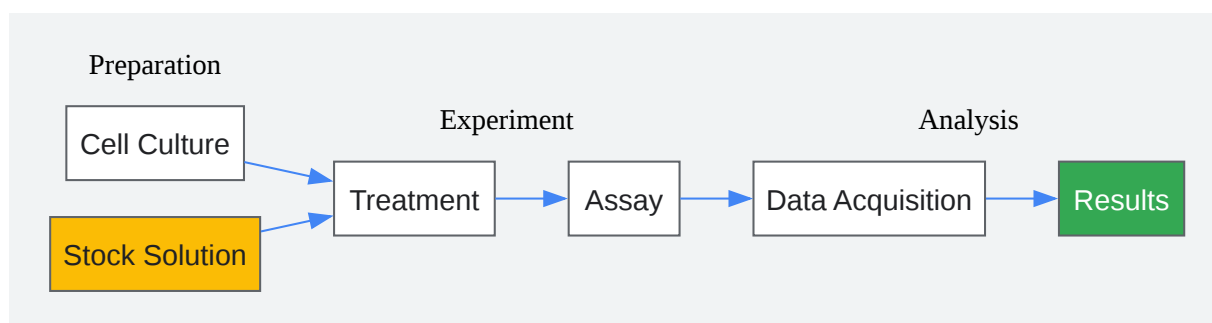 Preparation
Cell Culture
Stock Solution
Experiment
Treatment
Assay
Analysis
Data Acquisition
Results